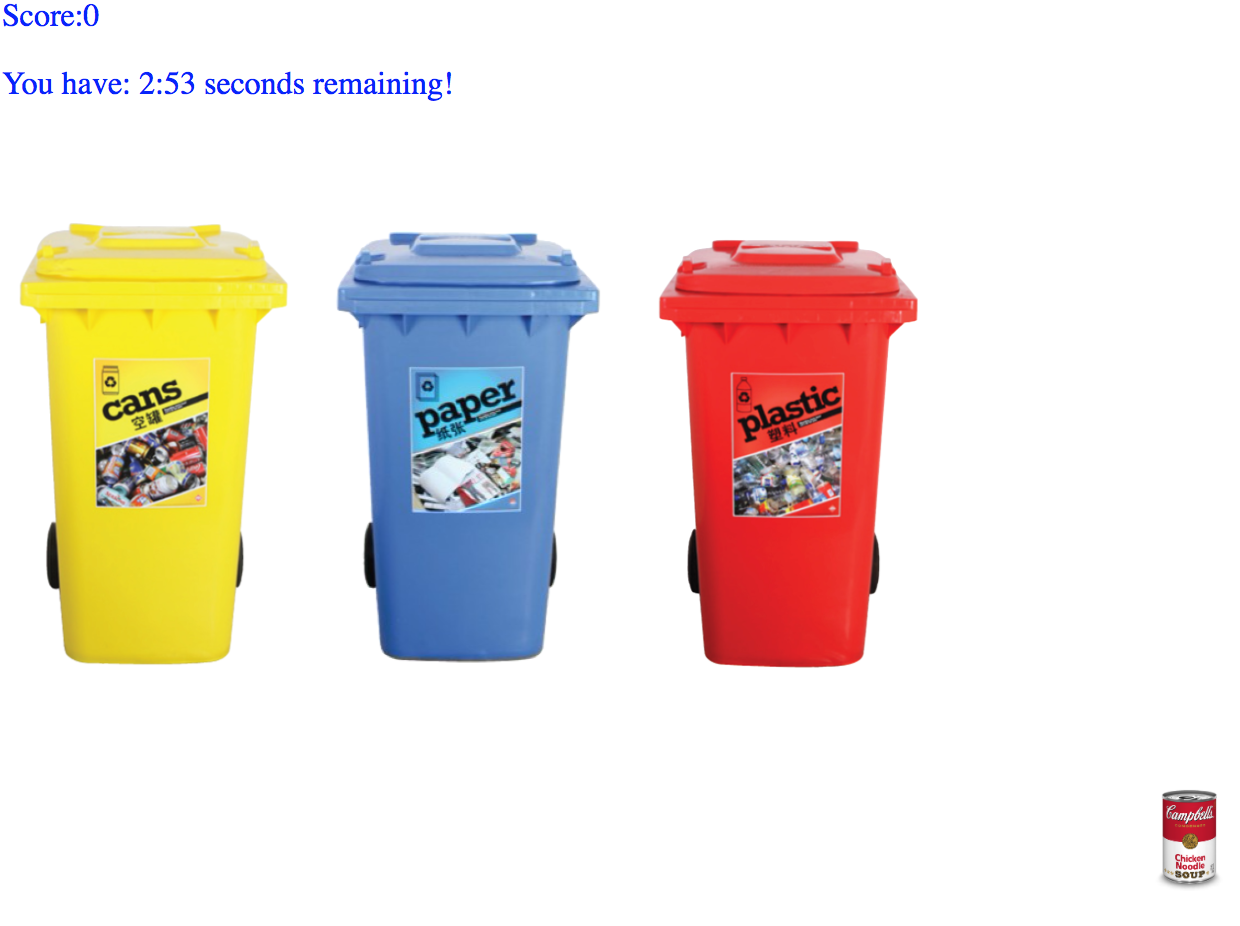 Score:0
You have: 2:53 seconds remaining!
cans
空罐
paper
纸张
plastic
塑料
Campbell's
CONDENSED
Chicken
Noodle
SOUP